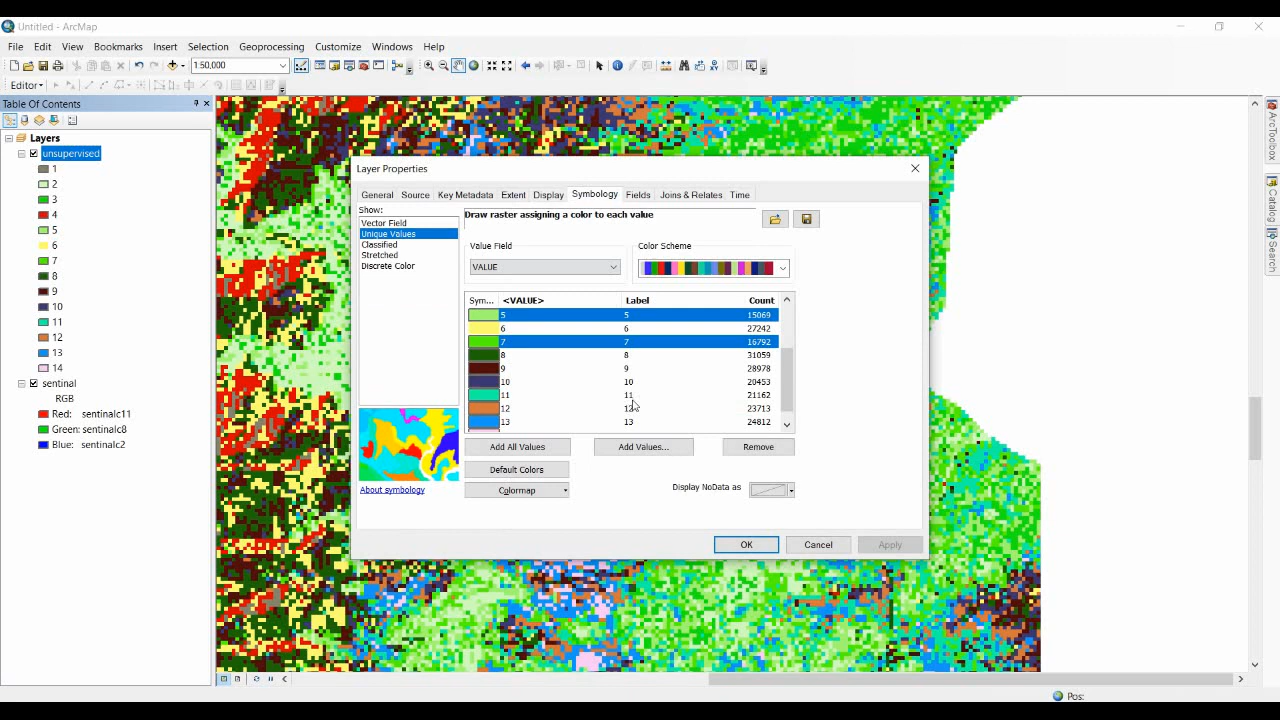 Untitled - ArcMap
File Edit View Bookmarks Insert Selection Geoprocessing Customize Windows Help
1:50,000
Editor
Table Of Contents
Layers
unsupervised
1
2
3
4
5
6
7
8
9
10
11
12
13
14
sentinal
RGB
Red: sentinalc11
Green: sentinalc8
Blue: sentinalc2
Layer Properties
General Source Key Metadata Extent Display Symbology Fields Joins & Relates Time
Show:
Vector Field
Unique Values
Classified
Stretched
Discrete Color
About symbology
Draw raster assigning a color to each value
Value Field
VALUE
Color Scheme
Sym... <VALUE> Label Count
5 5 15069
6 6 27242
7 7 16792
8 8 31059
9 9 28978
10 10 20453
11 11 21162
12 12 23713
13 13 24812
Add All Values Add Values... Remove
Default Colors
Colormap
Display NoData as
OK Cancel Apply
ArcToolbox
Catalog
Search
Pos: